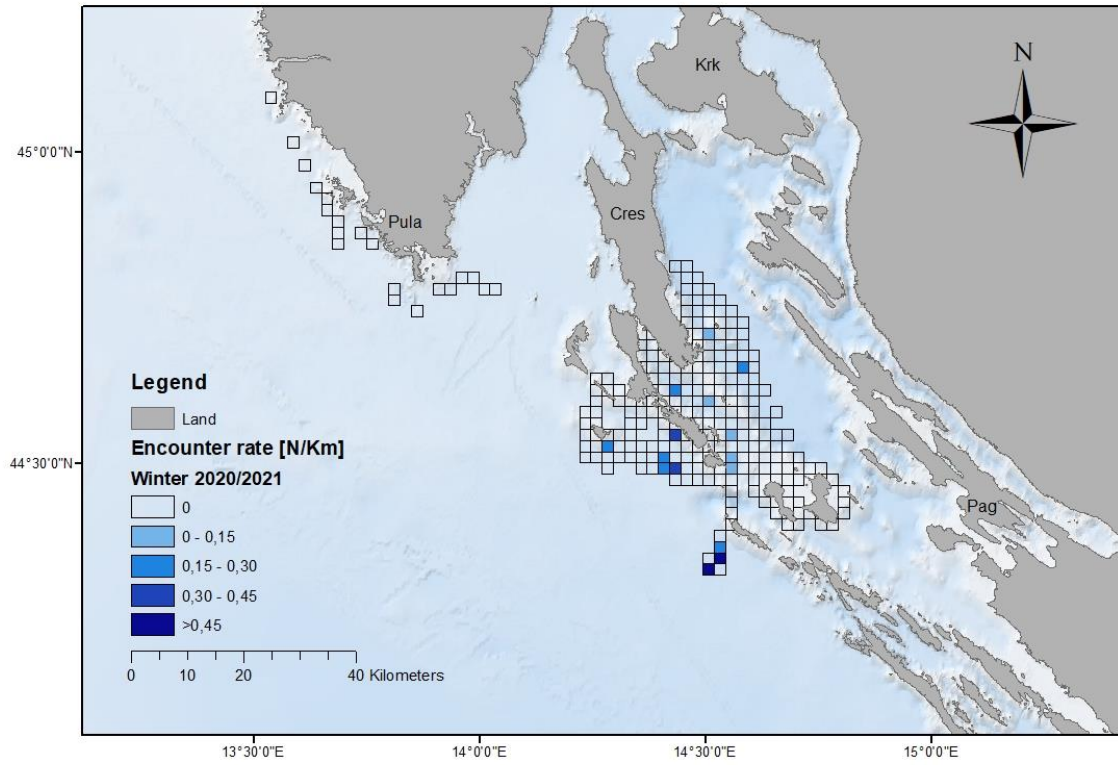 Krk
N
45°0'0"N
Pula
Cres
Legend
Land
Encounter rate [N/Km]
Winter 2020/2021
0
0 - 0,15
0,15 - 0,30
0,30 - 0,45
>0,45
44°30'0"N
Pag
0 10 20 40 Kilometers
13°30'0"E 14°0'0"E 14°30'0"E 15°0'0"E